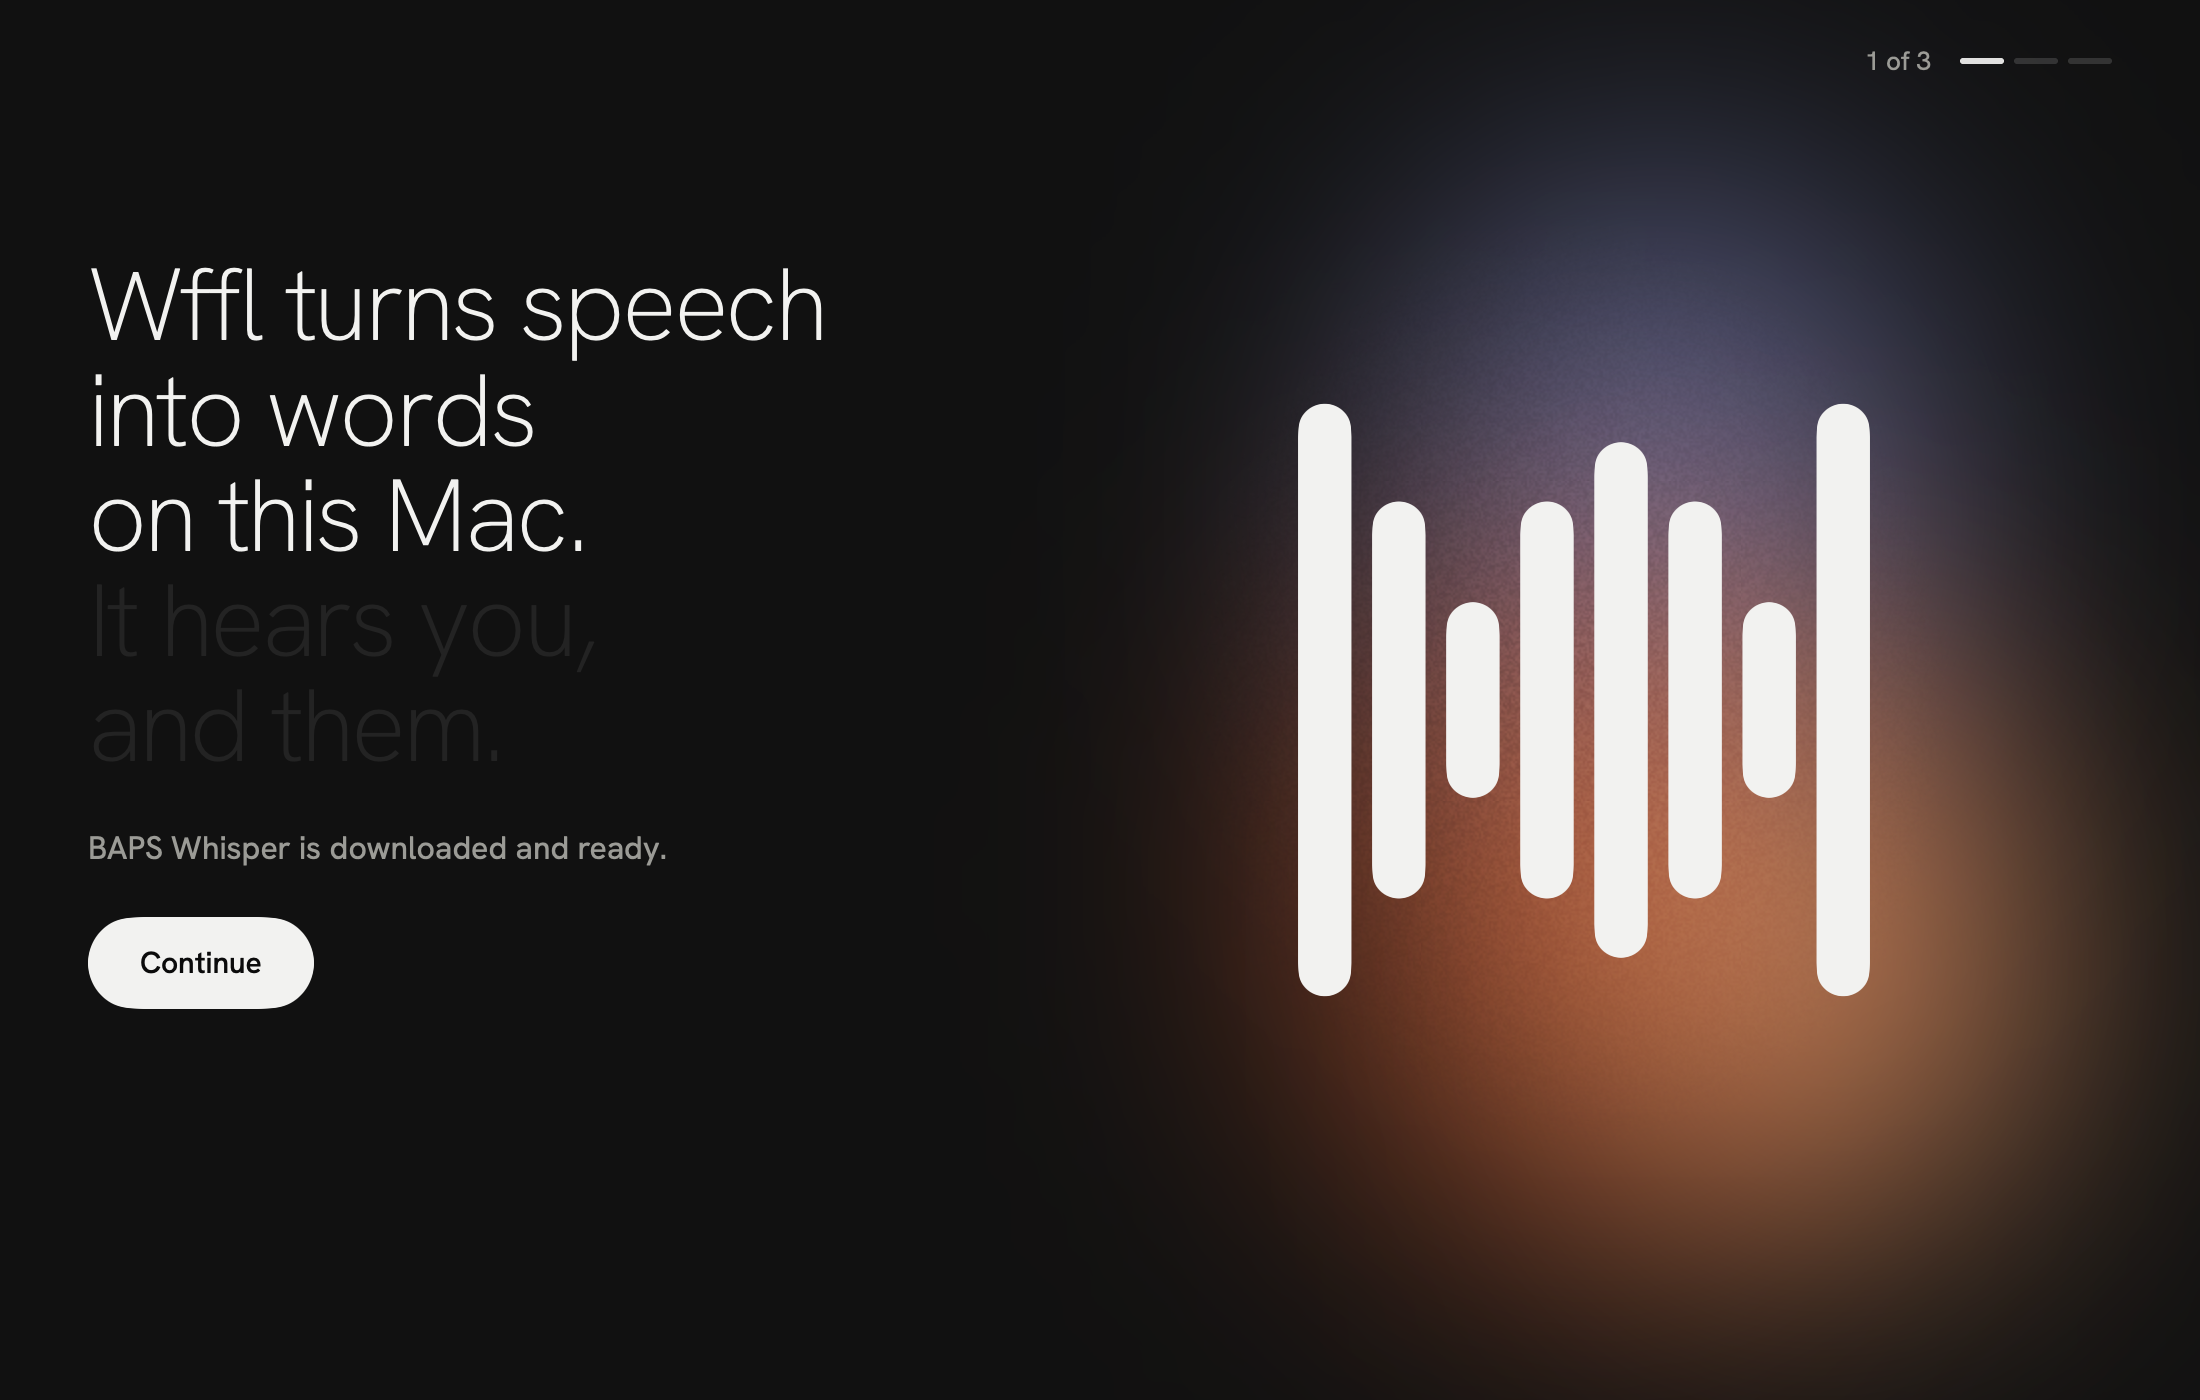 1 of 3
Wffl turns speech
into words
on this Mac.
It hears you,
and them.
BAPS Whisper is downloaded and ready.
Continue